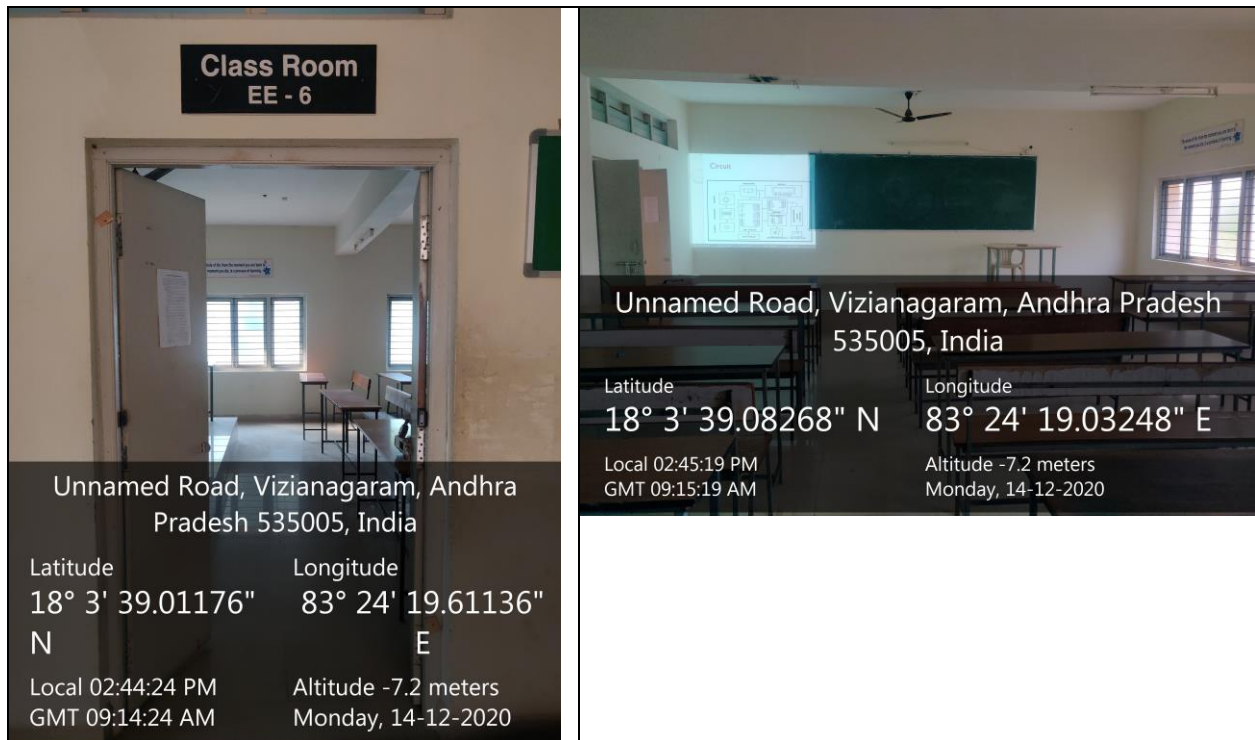 Class Room
EE - 6
Unnamed Road, Vizianagaram, Andhra
Pradesh 535005, India
Latitude
Longitude
18° 3' 39.01176"
N
83° 24' 19.61136"
E
Local 02:44:24 PM
GMT 09:14:24 AM
Altitude -7.2 meters
Monday, 14-12-2020
Circuit
Unnamed Road, Vizianagaram, Andhra Pradesh
535005, India
Latitude
Longitude
18° 3' 39.08268" N
83° 24' 19.03248" E
Local 02:45:19 PM
GMT 09:15:19 AM
Altitude -7.2 meters
Monday, 14-12-2020